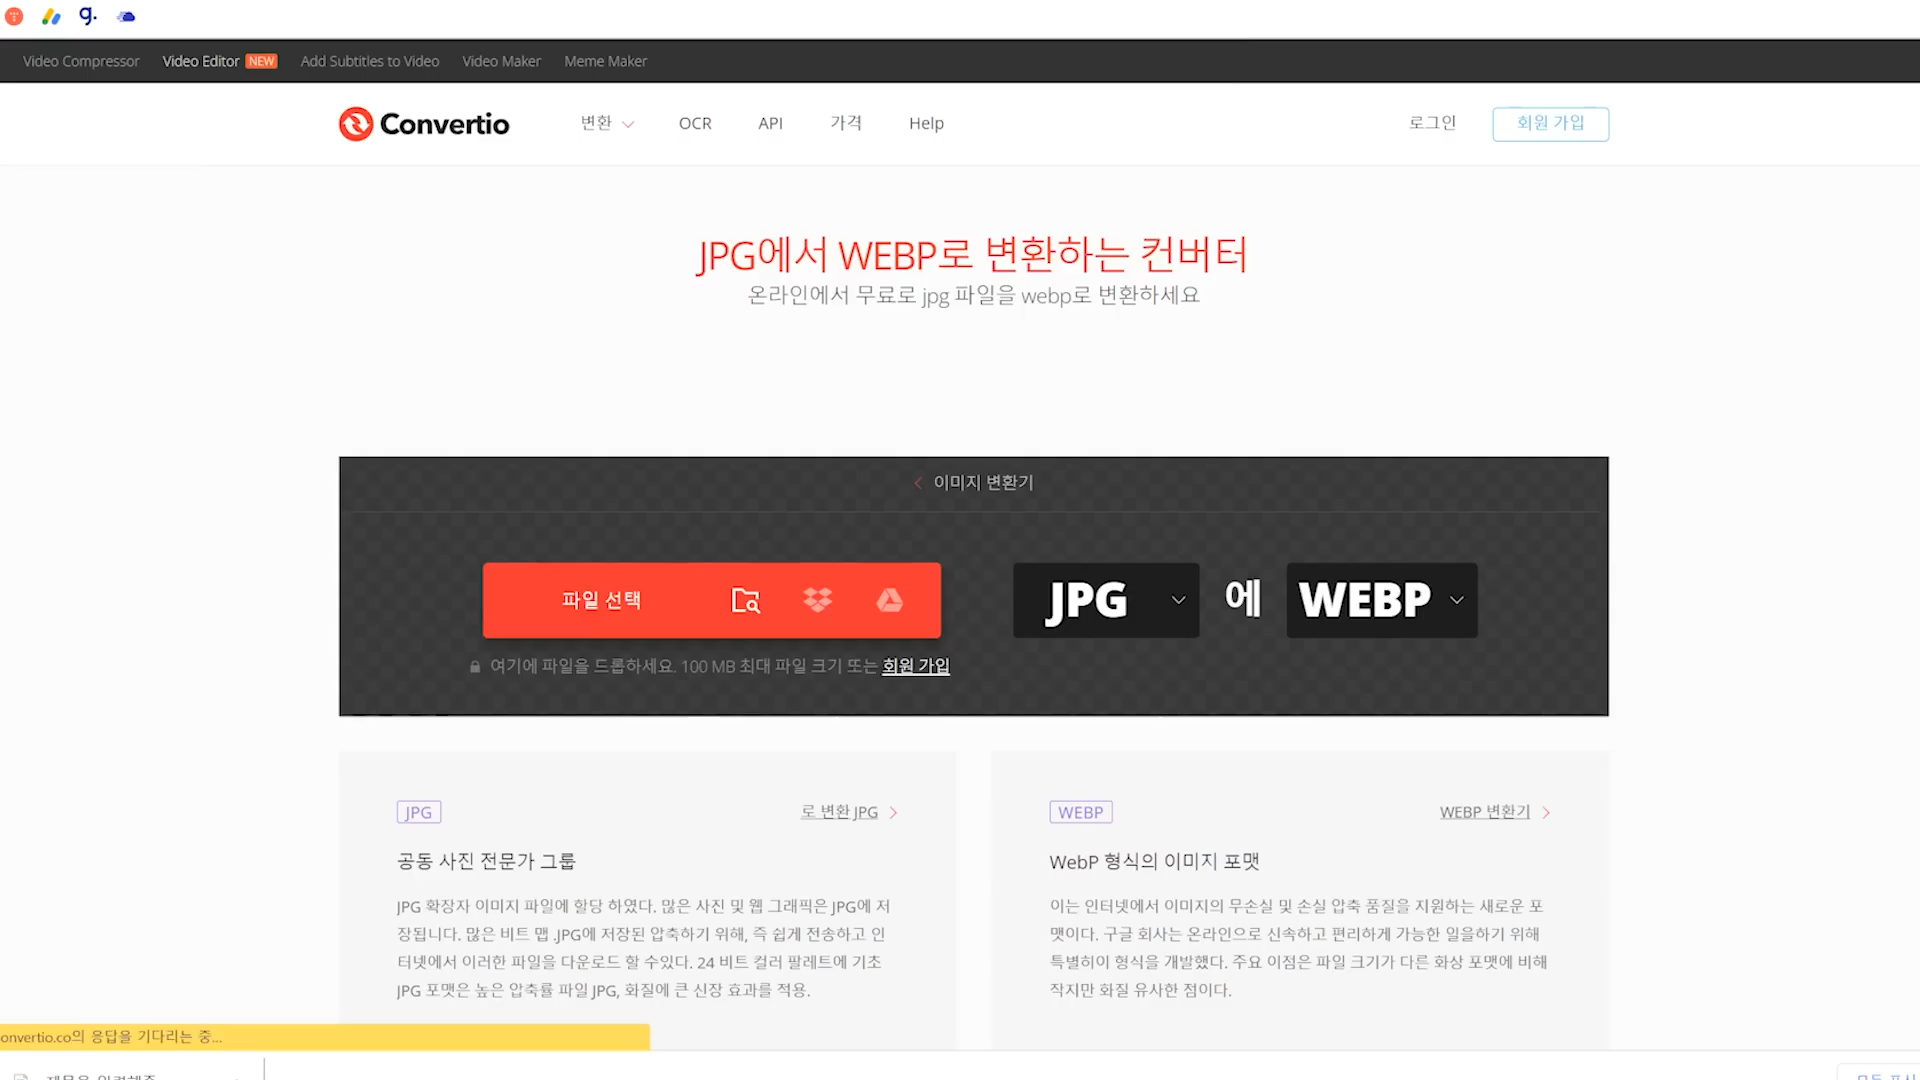 g.
Video Compressor Video Editor NEW Add Subtitles to Video Video Maker Meme Maker
Convertio 변환 OCR API 가격 Help 로그인 회원 가입
JPG에서 WEBP로 변환하는 컨버터
온라인에서 무료로 jpg 파일을 webp로 변환하세요
이미지 변환기
파일 선택 JPG 에 WEBP
여기에 파일을 드롭하세요. 100 MB 최대 파일 크기 또는 회원 가입
JPG 로 변환 JPG
공동 사진 전문가 그룹
JPG 확장자 이미지 파일에 할당 하였다. 많은 사진 및 웹 그래픽은 JPG에 저
장됩니다. 많은 비트 맵 .JPG에 저장된 압축하기 위해, 즉 쉽게 전송하고 인
터넷에서 이러한 파일을 다운로드 할 수있다. 24 비트 컬러 팔레트에 기초
JPG 포맷은 높은 압축률 파일 JPG, 화질에 큰 신장 효과를 적용.
WEBP WEBP 변환기
WebP 형식의 이미지 포맷
이는 인터넷에서 이미지의 무손실 및 손실 압축 품질을 지원하는 새로운 포
맷이다. 구글 회사는 온라인으로 신속하고 편리하게 가능한 일을하기 위해
특별히이 형식을 개발했다. 주요 이점은 파일 크기가 다른 화상 포맷에 비해
작지만 화질 유사한 점이다.
onvertio.co의 응답을 기다리는 중...